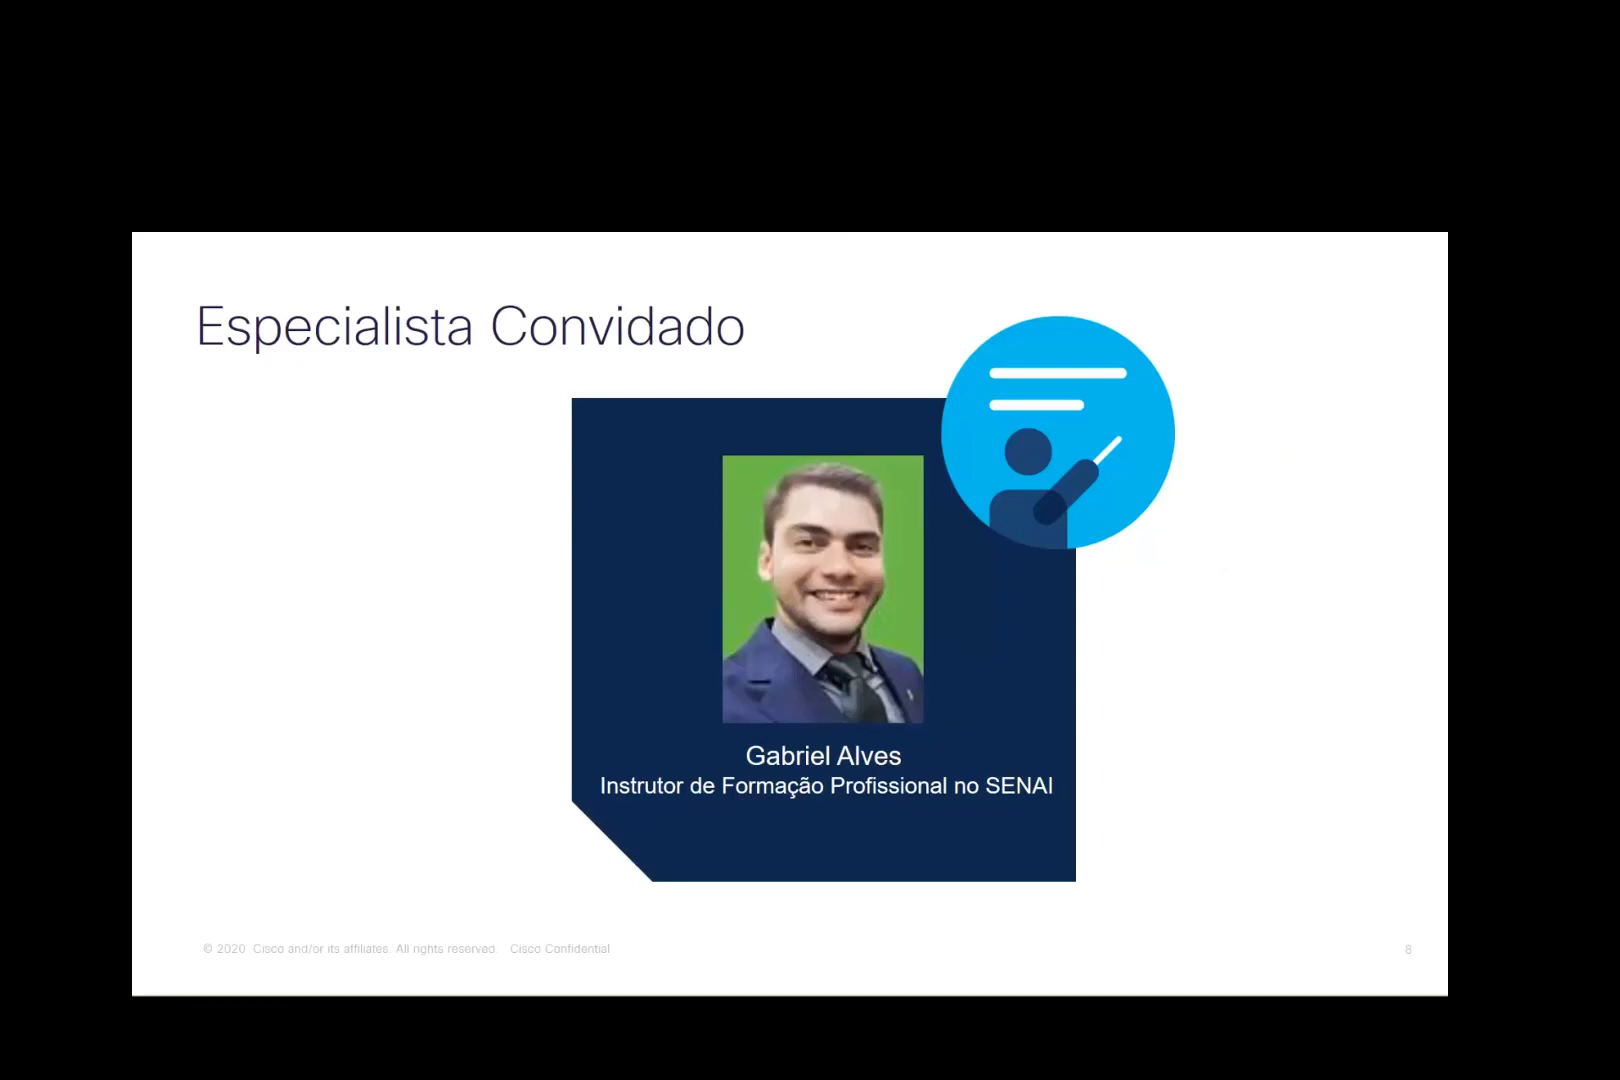 Especialista Convidado
Gabriel Alves
Instrutor de Formação Profissional no SENAI
© 2020 Cisco and/or its affiliates. All rights reserved. Cisco Confidential
8